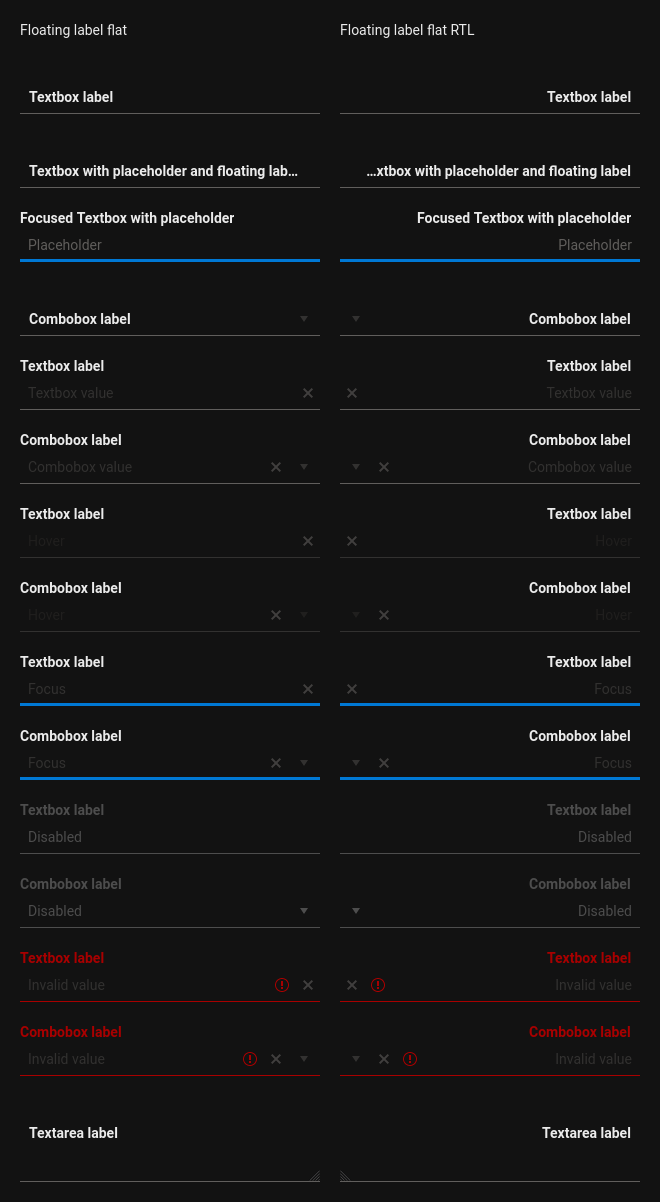 Floating label flat
Floating label flat RTL
Textbox label
Textbox label
Textbox with placeholder and floating lab…
…xtbox with placeholder and floating label
Focused Textbox with placeholder
Focused Textbox with placeholder
Placeholder
Placeholder
Combobox label
Combobox label
Textbox label
Textbox label
Textbox value
Textbox value
Combobox label
Combobox label
Combobox value
Combobox value
Textbox label
Textbox label
Hover
Hover
Combobox label
Combobox label
Hover
Hover
Textbox label
Textbox label
Focus
Focus
Combobox label
Combobox label
Focus
Focus
Textbox label
Textbox label
Disabled
Disabled
Combobox label
Combobox label
Disabled
Disabled
Textbox label
Textbox label
Invalid value
Invalid value
Combobox label
Combobox label
Invalid value
Invalid value
Textarea label
Textarea label